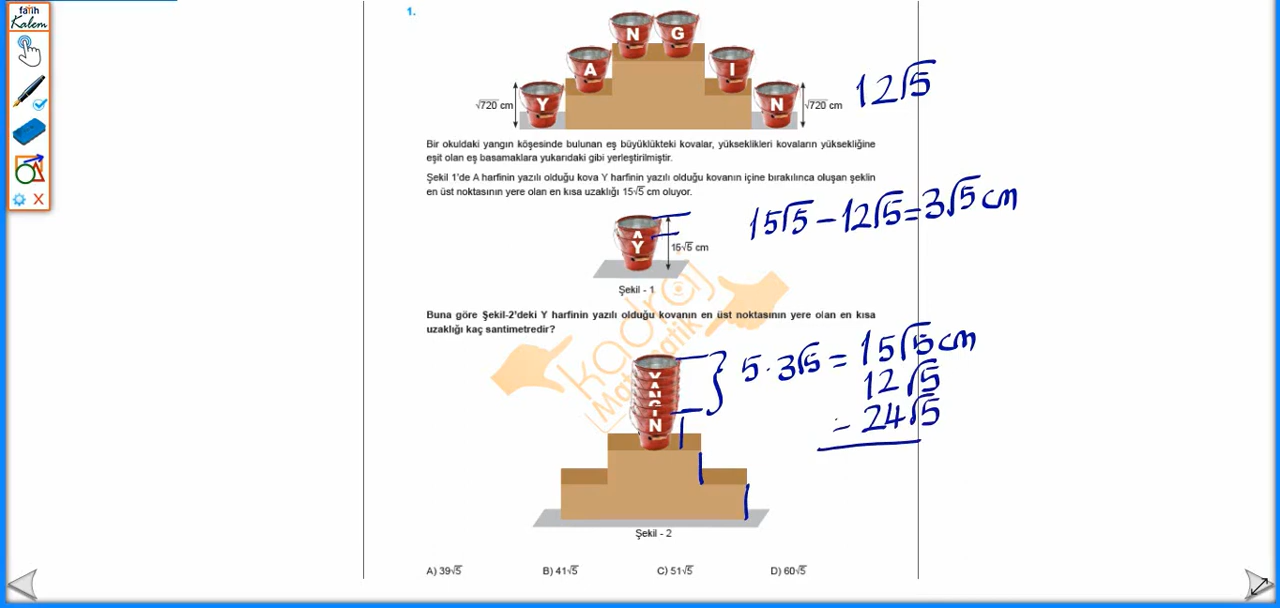 fatih
Kalem
1.
N G
A I
Y N
√720 cm
√720 cm
12√5
Bir okuldaki yangın köşesinde bulunan eş büyüklükteki kovalar, yükseklikleri kovaların yüksekliğine
eşit olan eş basamaklara yukarıdaki gibi yerleştirilmiştir.
Şekil 1'de A harfinin yazılı olduğu kova Y harfinin yazılı olduğu kovanın içine bırakılınca oluşan şeklin
en üst noktasının yere olan en kısa uzaklığı 15√5 cm oluyor.
15√5 - 12√5 = 3√5 cm
A
Y
15√5 cm
Şekil - 1
kadraj
Matematik
Buna göre Şekil-2'deki Y harfinin yazılı olduğu kovanın en üst noktasının yere olan en kısa
uzaklığı kaç santimetredir?
5 · 3√5 = 15√5 cm
12√5
24√5
Y
A
N
G
I
N
Şekil - 2
A) 39√5 B) 41√5 C) 51√5 D) 60√5